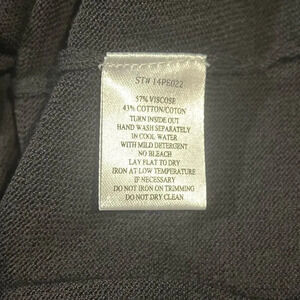 ST# 14PS022
57% VISCOSE
43% COTTON/COTON
TURN INSIDE OUT
HAND WASH SEPARATELY
IN COOL WATER
WITH MILD DETERGENT
NO BLEACH
LAY FLAT TO DRY
IRON AT LOW TEMPERATURE
IF NECESSARY
DO NOT IRON ON TRIMMING
DO NOT DRY CLEAN